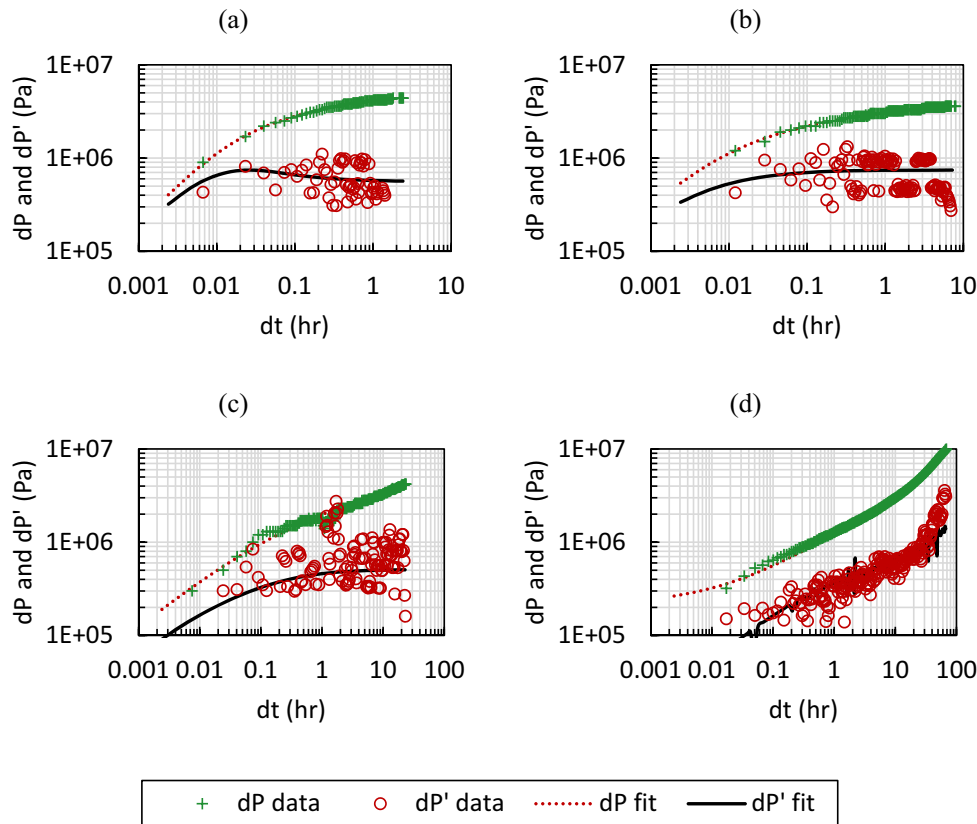 (a) (b)
1E+07 1E+07
1E+06 1E+06
1E+05 1E+05
dP and dP' (Pa) dP and dP' (Pa)
0.001 0.01 0.1 1 10 0.001 0.01 0.1 1 10
dt (hr) dt (hr)
(c) (d)
1E+07 1E+07
1E+06 1E+06
1E+05 1E+05
dP and dP' (Pa) dP and dP' (Pa)
0.001 0.01 0.1 1 10 100 0.001 0.01 0.1 1 10 100
dt (hr) dt (hr)
dP data dP' data dP fit dP' fit